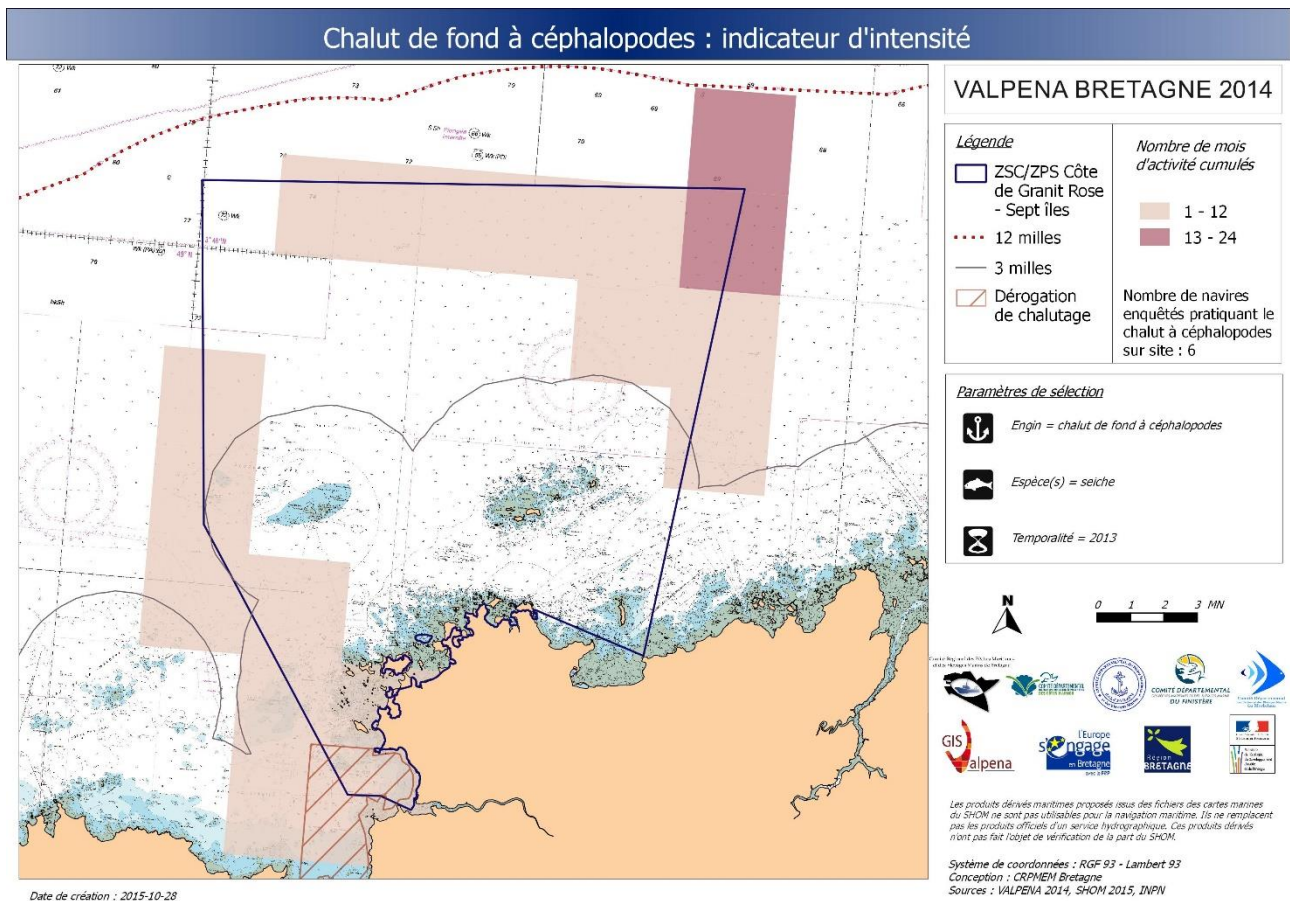 Chalut de fond à céphalopodes : indicateur d'intensité
VALPENA BRETAGNE 2014
Légende
ZSC/ZPS Côte
de Granit Rose
- Sept îles
12 milles
3 milles
Dérogation
de chalutage
Nombre de mois
d'activité cumulés
1 - 12
13 - 24
Nombre de navires
enquêtés pratiquant le
chalut à céphalopodes
sur site : 6
Paramètres de sélection
Engin = chalut de fond à céphalopodes
Espèce(s) = seiche
Temporalité = 2013
N
0 1 2 3 MN
COMITÉ DÉPARTEMENTAL
DU FINISTÈRE
GIS
Valpena
l'Europe
s'engage
en Bretagne
avec le FEP
Région
BRETAGNE
Les produits dérivés maritimes proposés issus des fichiers des cartes marines
du SHOM ne sont pas utilisables pour la navigation maritime. Ils ne remplacent
pas les produits officiels d'un service hydrographique. Ces produits dérivés
n'ont pas fait l'objet de vérification de la part du SHOM.
Système de coordonnées : RGF 93 - Lambert 93
Conception : CRPMEM Bretagne
Sources : VALPENA 2014, SHOM 2015, INPN
Date de création : 2015-10-28